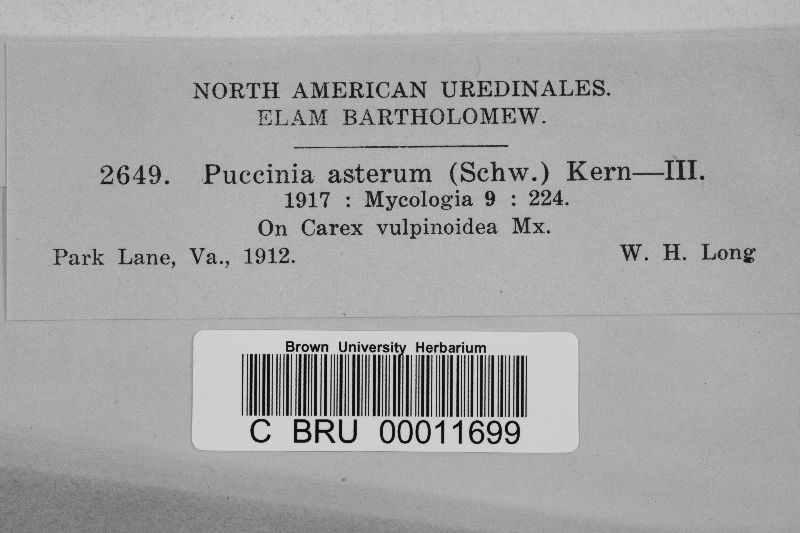 NORTH AMERICAN UREDINALES.
ELAM BARTHOLOMEW.
2649. Puccinia asterum (Schw.) Kern—III.
1917 : Mycologia 9 : 224.
On Carex vulpinoidea Mx.
Park Lane, Va., 1912. W. H. Long
Brown University Herbarium
C BRU 00011699